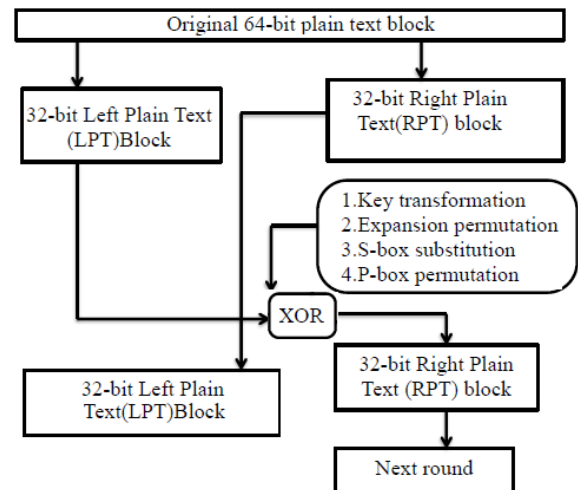 Original 64-bit plain text block
32-bit Left Plain Text
(LPT)Block
32-bit Right Plain
Text(RPT) block
1.Key transformation
2.Expansion permutation
3.S-box substitution
4.P-box permutation
XOR
32-bit Left Plain
Text(LPT)Block
32-bit Right Plain
Text (RPT) block
Next round